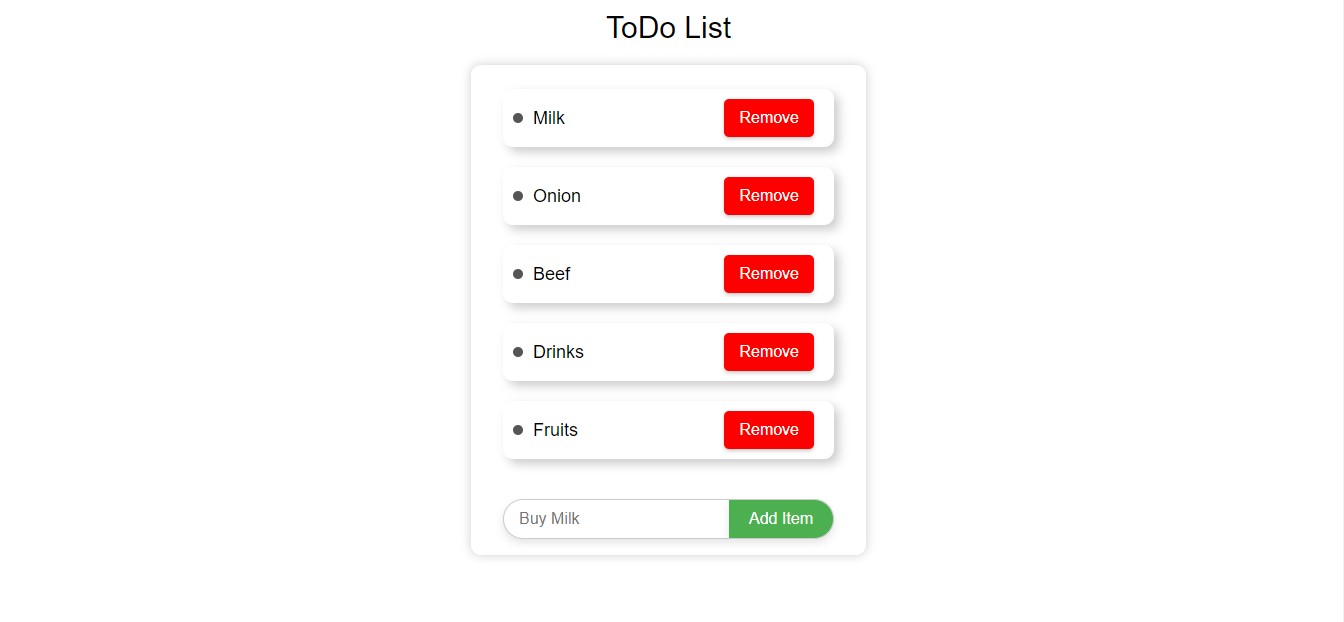 ToDo List
Milk Remove
Onion Remove
Beef Remove
Drinks Remove
Fruits Remove
Buy Milk Add Item